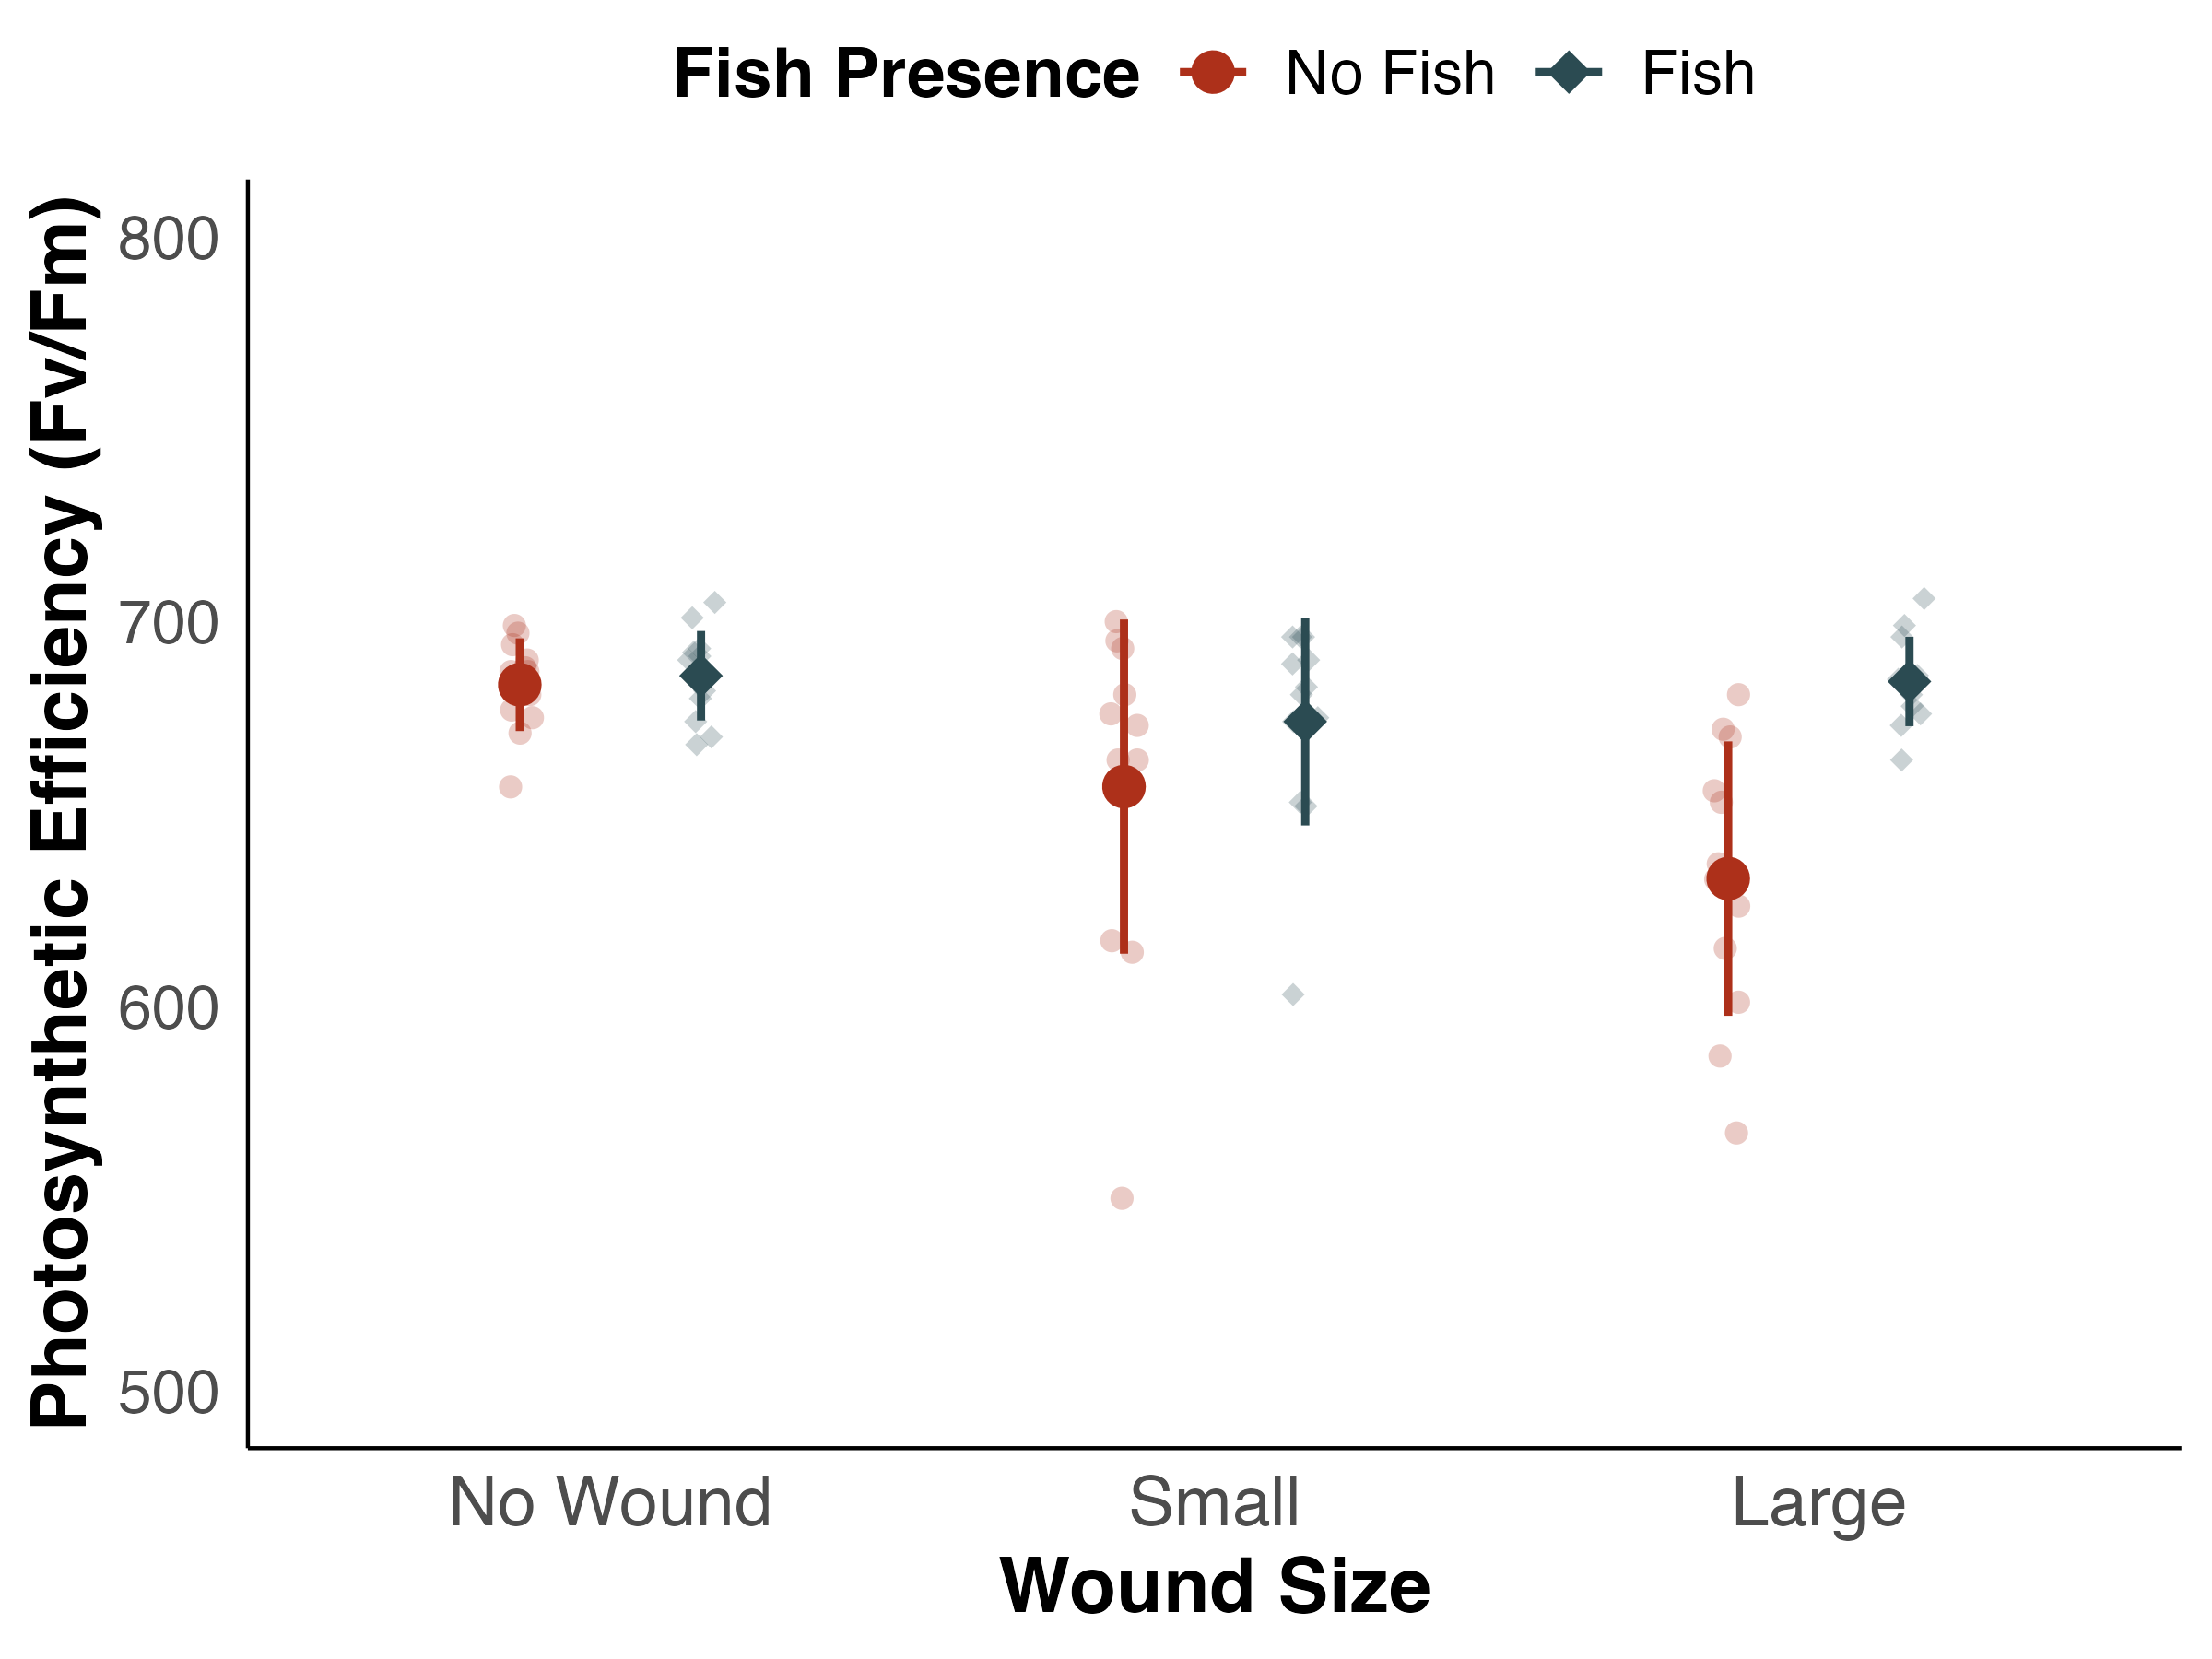 Fish Presence No Fish Fish
Photosynthetic Efficiency (Fv/Fm)
800
700
600
500
No Wound Small Large
Wound Size